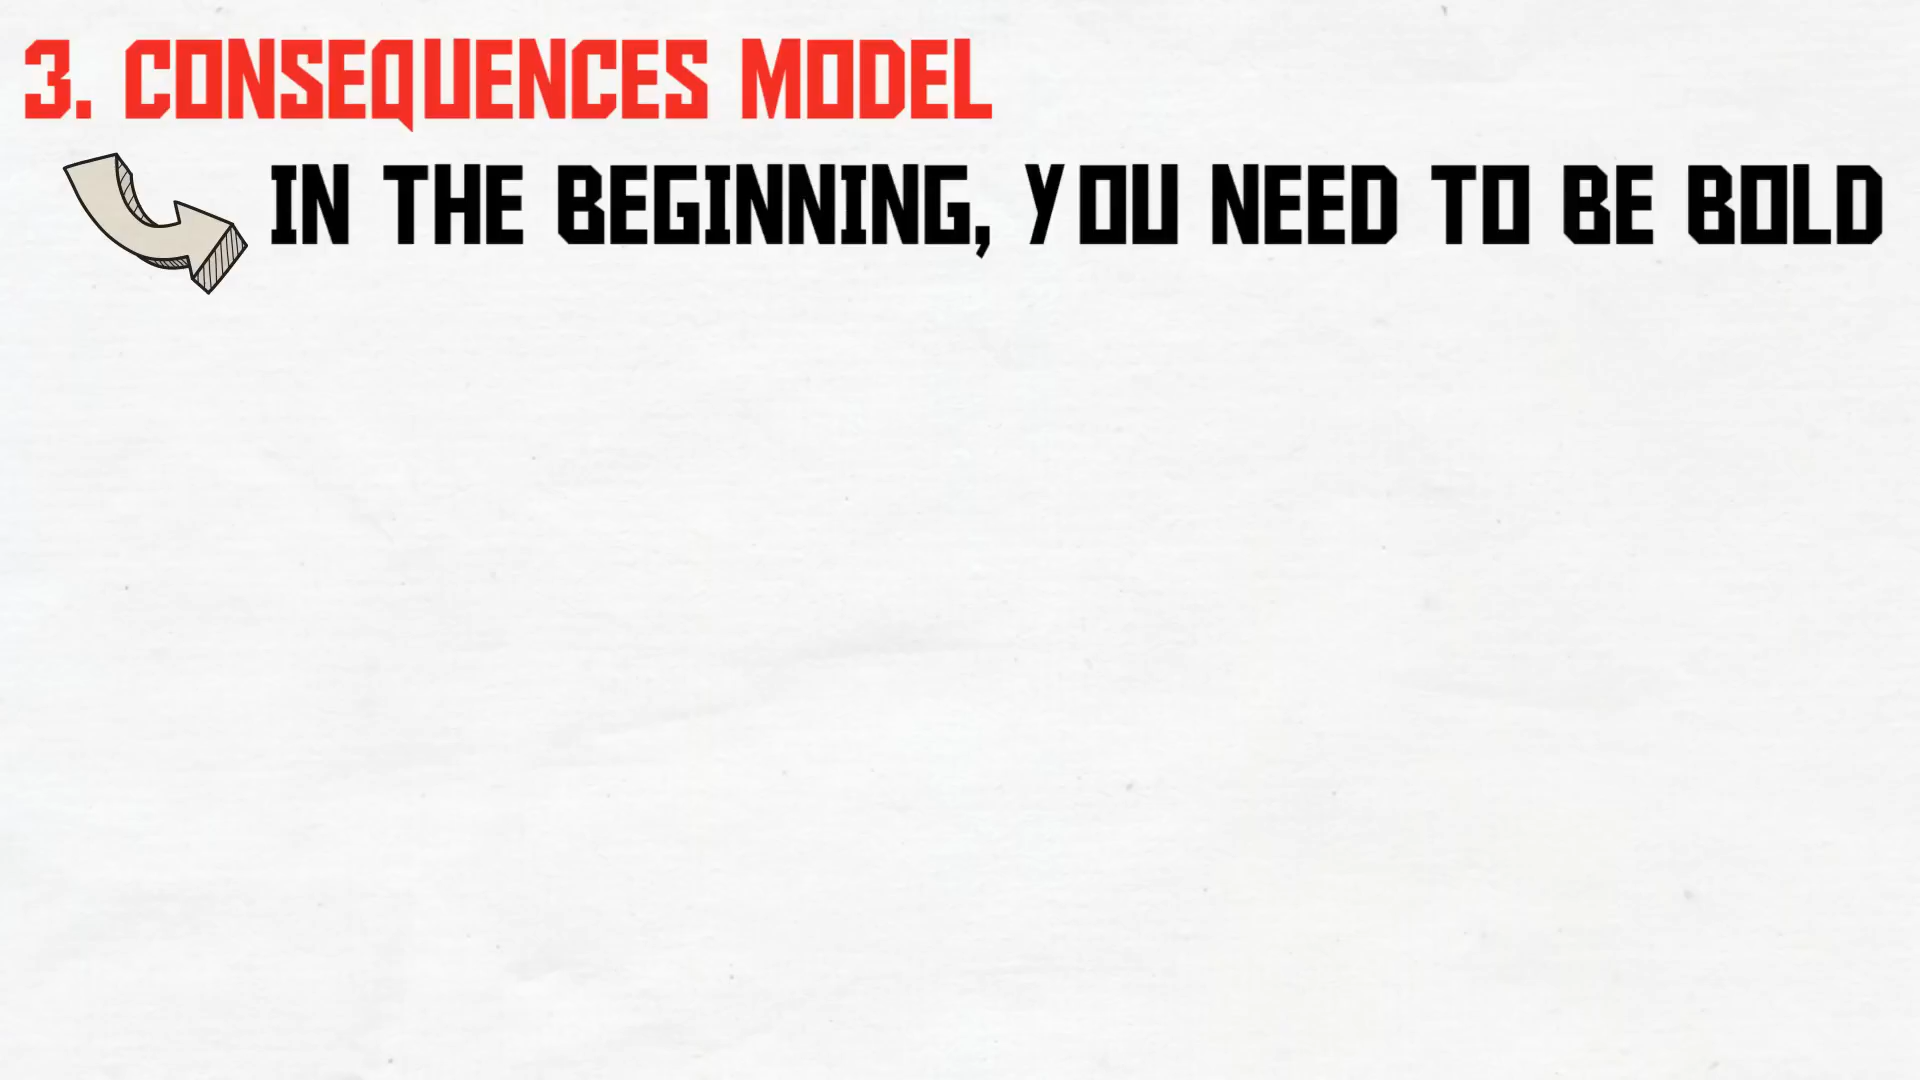 3. CONSEQUENCES MODEL
IN THE BEGINNING, YOU NEED TO BE BOLD